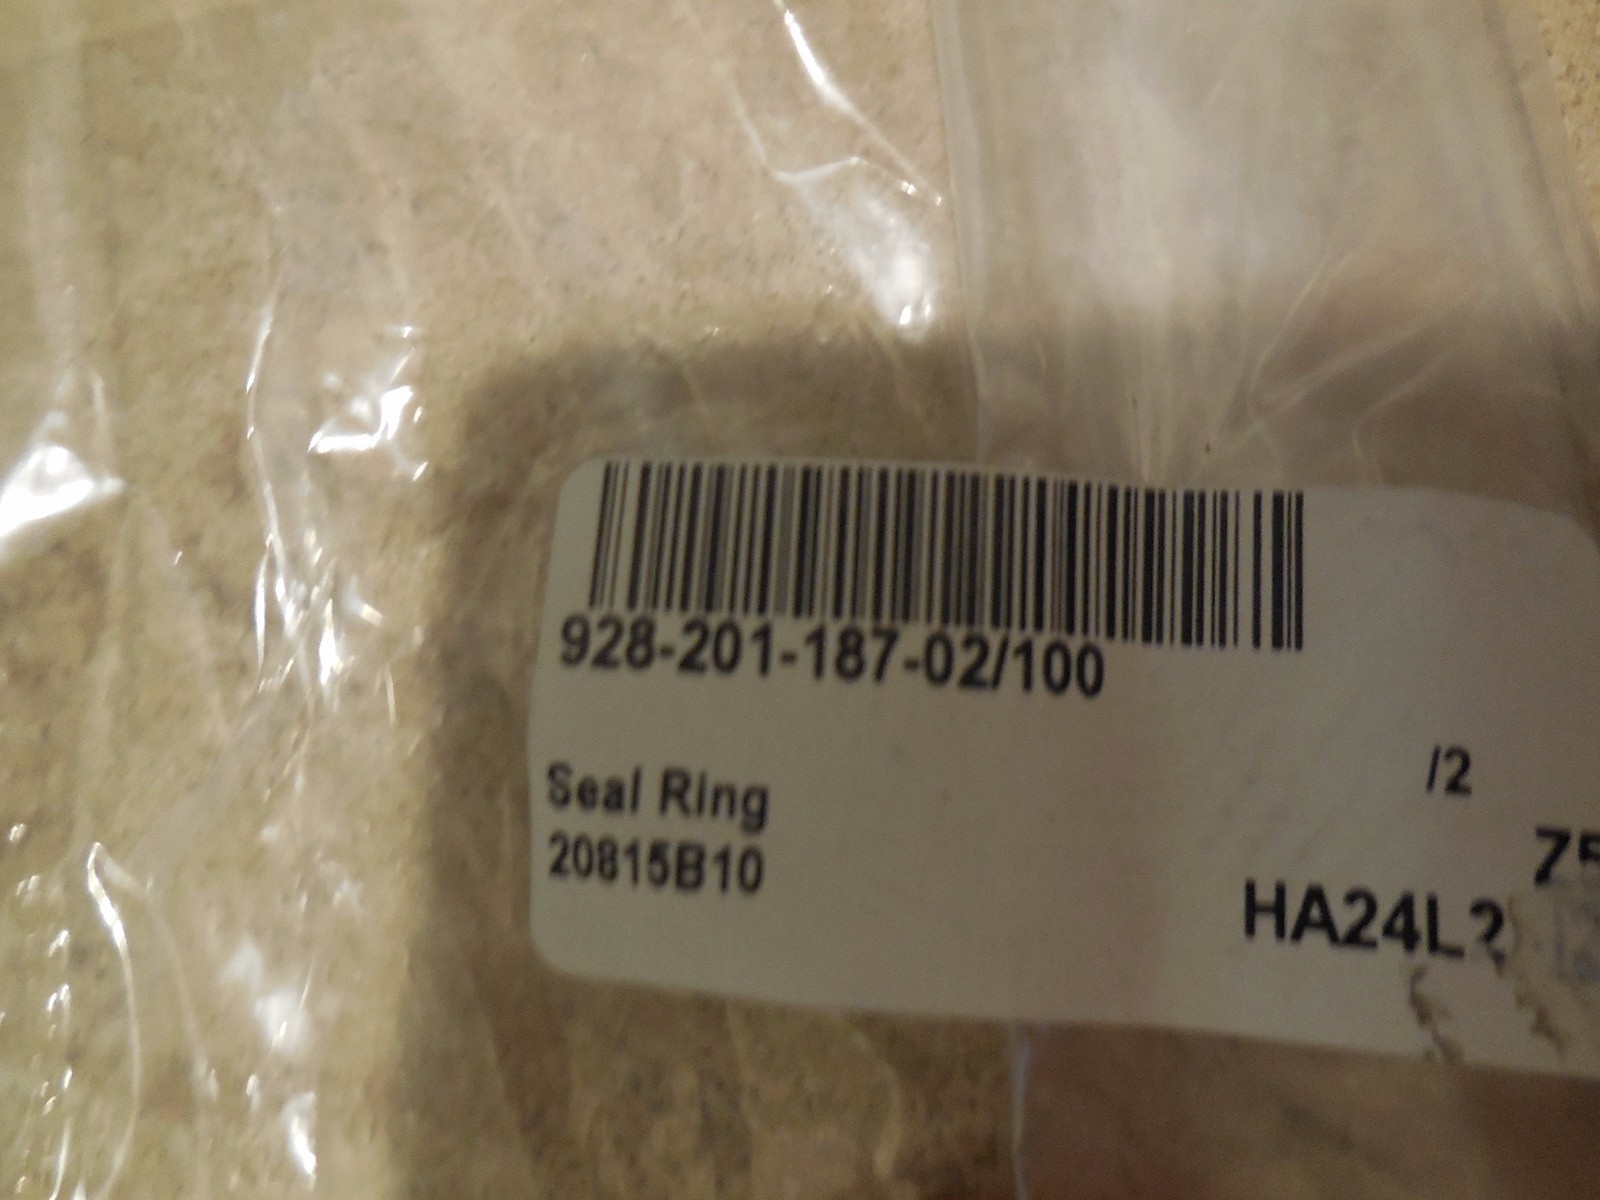 928-201-187-02/100
Seal Ring
20815B10
/2
HA24L2